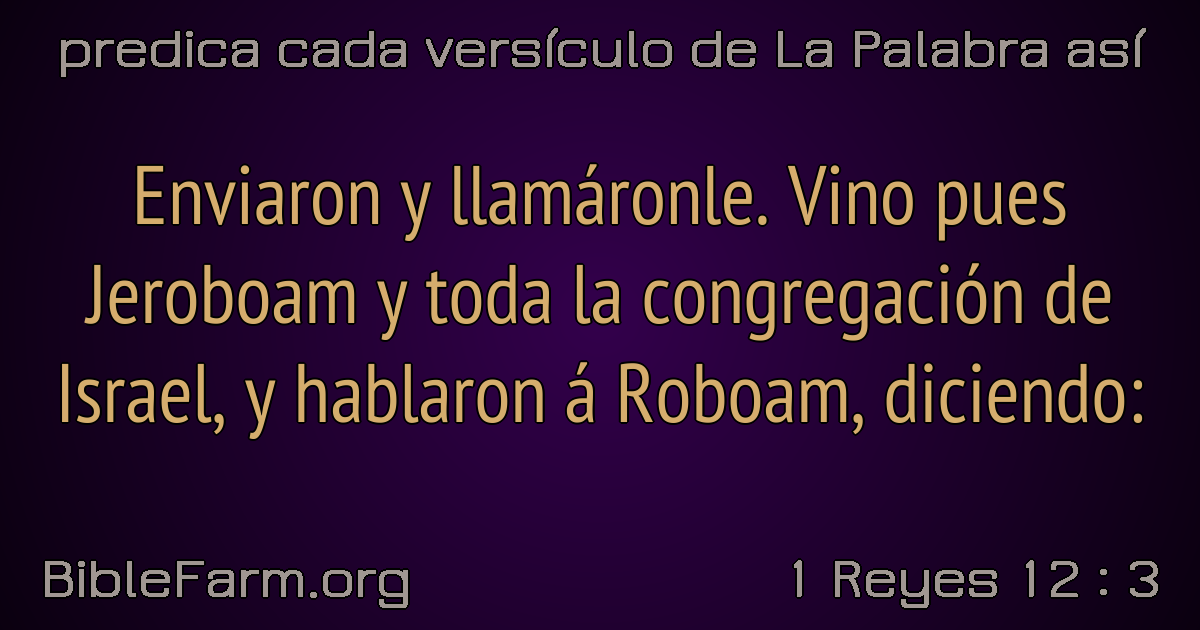 predica cada versículo de La Palabra así
Enviaron y llamáronle. Vino pues
Jeroboam y toda la congregación de
Israel, y hablaron á Roboam, diciendo:
BibleFarm.org
1 Reyes 12 : 3